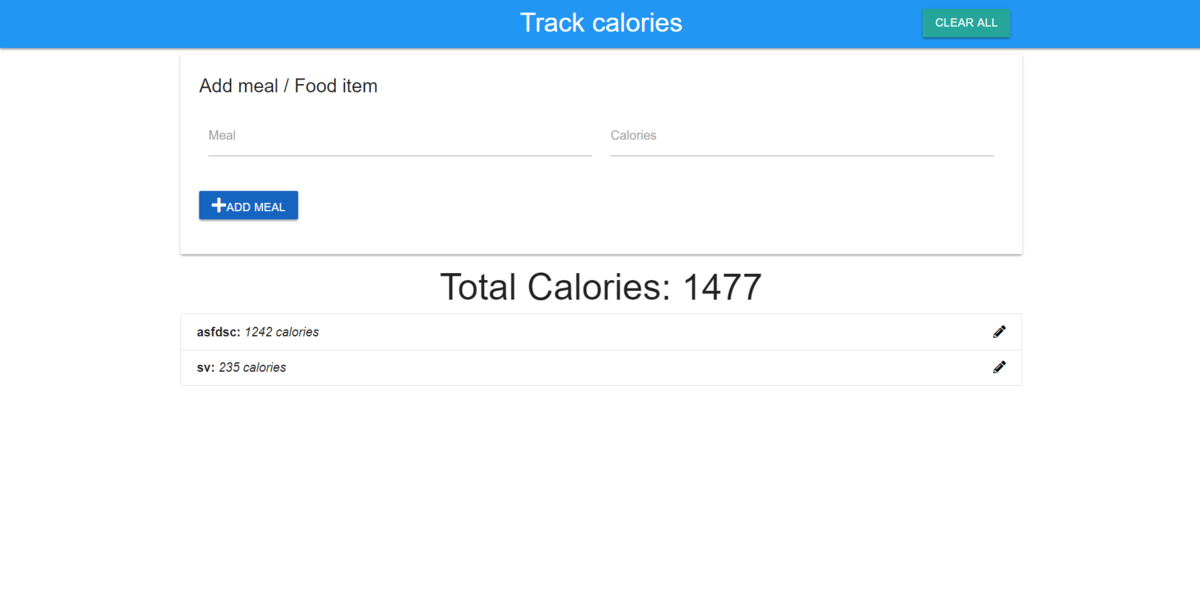 Track calories
CLEAR ALL
Add meal / Food item
Meal
Calories
ADD MEAL
Total Calories: 1477
asfdsc: 1242 calories
sv: 235 calories